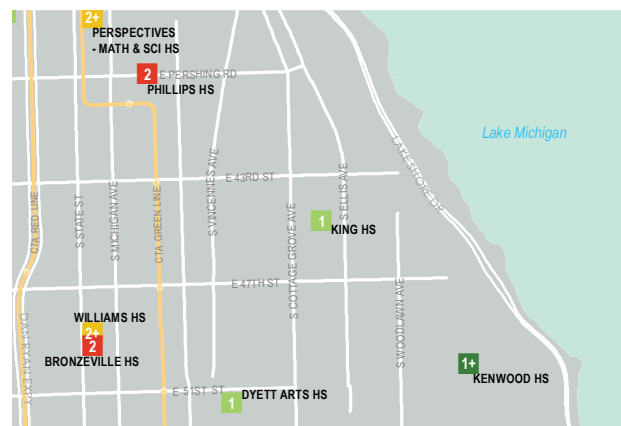 2+
PERSPECTIVES
- MATH & SCI HS
2
E PERSHING RD
PHILLIPS HS
Lake Michigan
LAKE SHORE DR
S VINCENNES AVE
E 43RD ST
CTA RED LINE
S STATE ST
S MICHIGAN AVE
CTA GREEN LINE
S COTTAGE GROVE AVE
S ELLIS AVE
1
KING HS
E 47TH ST
S WOODLAWN AVE
DAN RYAN EXPY
WILLIAMS HS
2+
2
BRONZEVILLE HS
1+
KENWOOD HS
E 51ST ST
1
DYETT ARTS HS